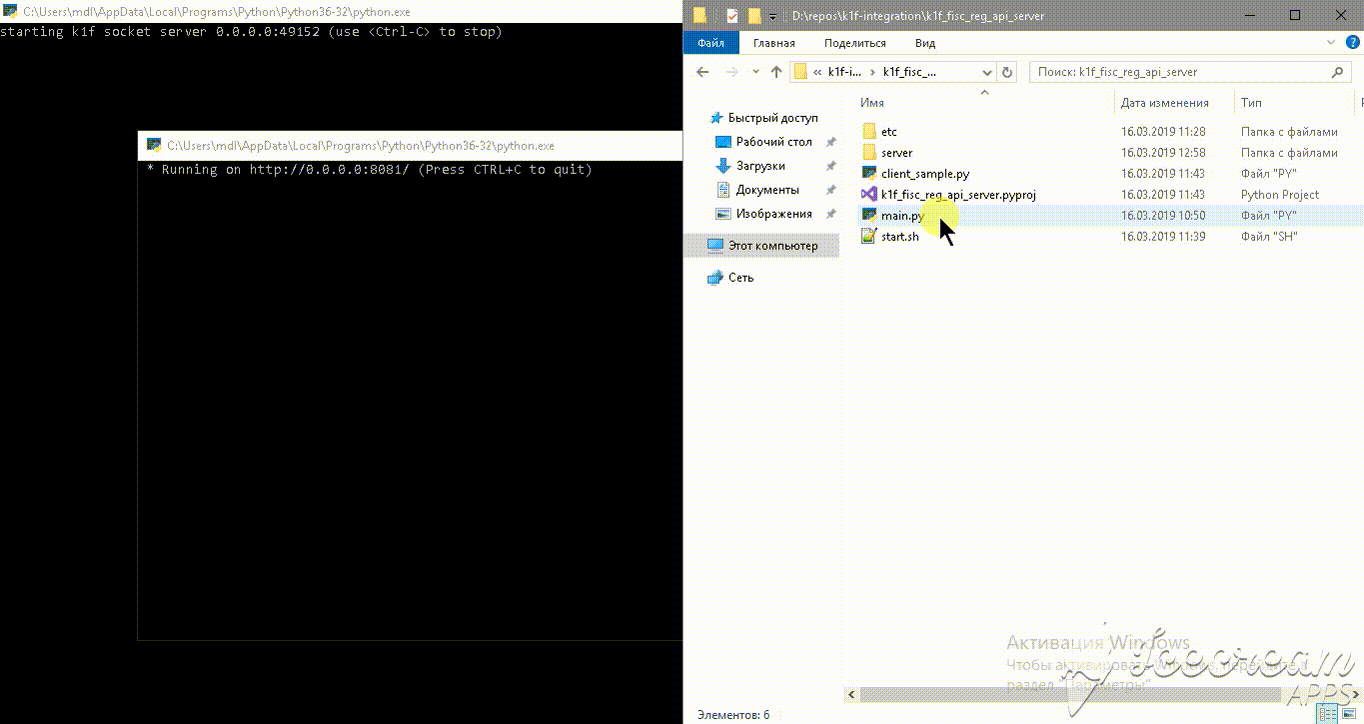 C:\Users\mdl\AppData\Local\Programs\Python\Python36-32\python.exe
starting k1f socket server 0.0.0.0:49152 (use <Ctrl-C> to stop)
C:\Users\mdl\AppData\Local\Programs\Python\Python36-32\python.exe
* Running on http://0.0.0.0:8081/ (Press CTRL+C to quit)
D:\repos\k1f-integration\k1f_fisc_reg_api_server
Файл Главная Поделиться Вид
« k1f-i... › k1f_fisc_... Поиск: k1f_fisc_reg_api_server
Быстрый доступ
Рабочий стол
Загрузки
Документы
Изображения
Этот компьютер
Сеть
Имя Дата изменения Тип
etc 16.03.2019 11:28 Папка с файлами
server 16.03.2019 12:58 Папка с файлами
client_sample.py 16.03.2019 11:43 Файл "PY"
k1f_fisc_reg_api_server.pyproj 16.03.2019 11:43 Python Project
main.py 16.03.2019 10:50 Файл "PY"
start.sh 16.03.2019 11:39 Файл "SH"
Активация Windows
Чтобы активировать Windows, перейдите в
раздел "Параметры"
Icecream
APPS
Элементов: 6